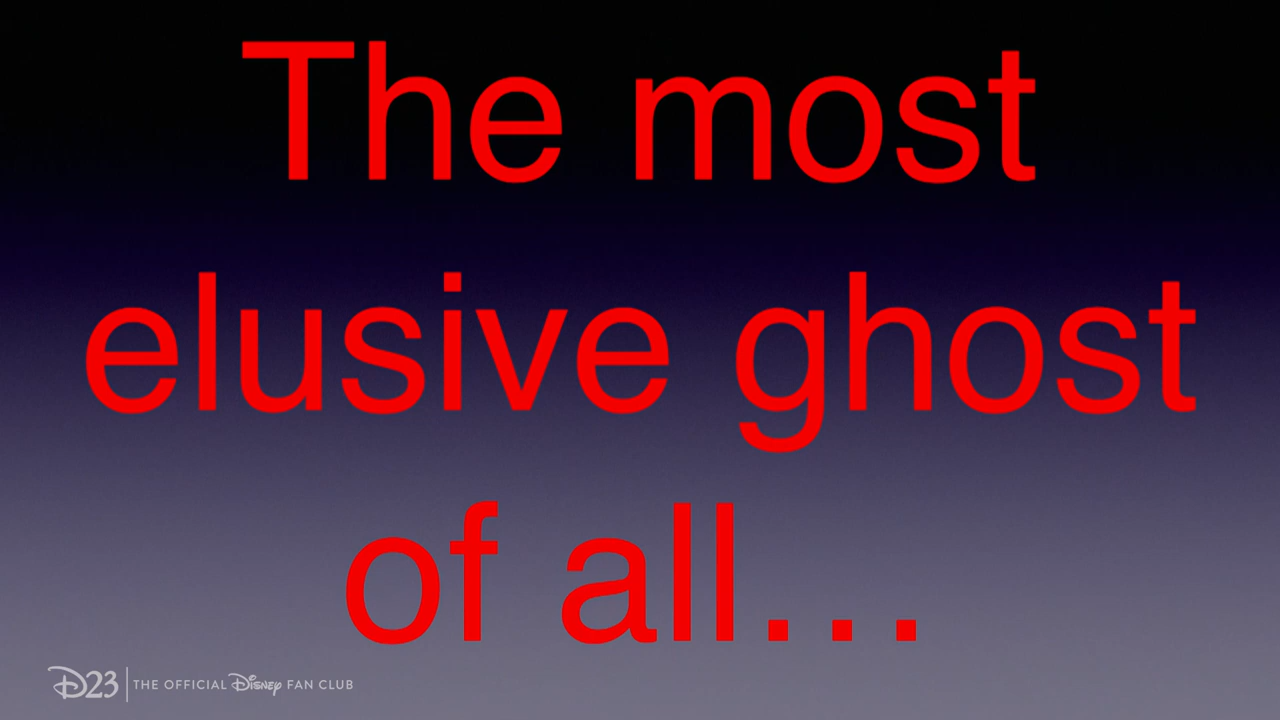 The most
elusive ghost
of all...
D23 | THE OFFICIAL Disney FAN CLUB